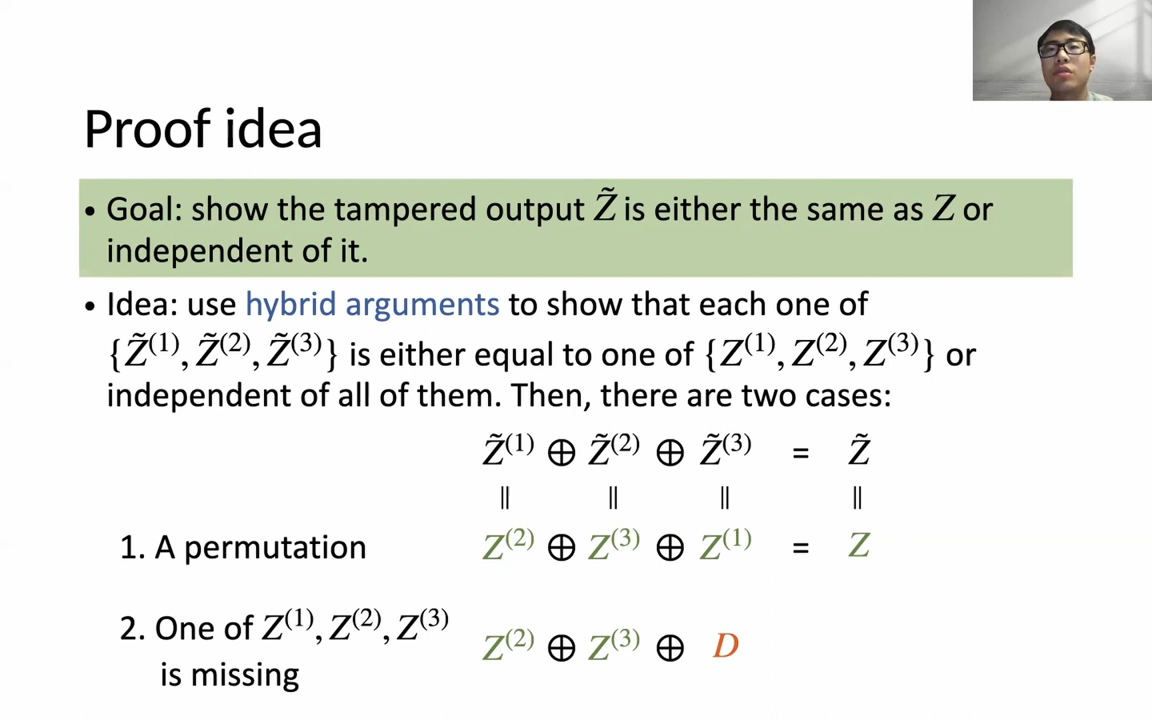 Proof idea
• Goal: show the tampered output Z̃ is either the same as Z or
independent of it.
• Idea: use hybrid arguments to show that each one of
{Z̃⁽¹⁾, Z̃⁽²⁾, Z̃⁽³⁾} is either equal to one of {Z⁽¹⁾, Z⁽²⁾, Z⁽³⁾} or
independent of all of them. Then, there are two cases:
Z̃⁽¹⁾ ⊕ Z̃⁽²⁾ ⊕ Z̃⁽³⁾ = Z̃
|| || || ||
1. A permutation Z⁽²⁾ ⊕ Z⁽³⁾ ⊕ Z⁽¹⁾ = Z
2. One of Z⁽¹⁾, Z⁽²⁾, Z⁽³⁾ Z⁽²⁾ ⊕ Z⁽³⁾ ⊕ D
is missing